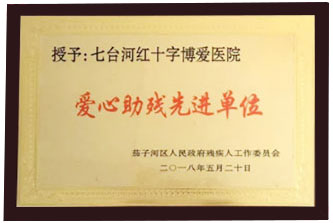 授予:七台河红十字博爱医院
爱心助残先进单位
茄子河区人民政府残疾人工作委员会
二〇一八年五月二十日